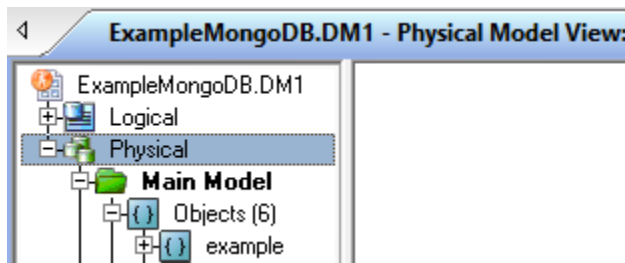 ExampleMongoDB.DM1 - Physical Model View:
ExampleMongoDB.DM1
Logical
Physical
Main Model
{ } Objects (6)
{ } example